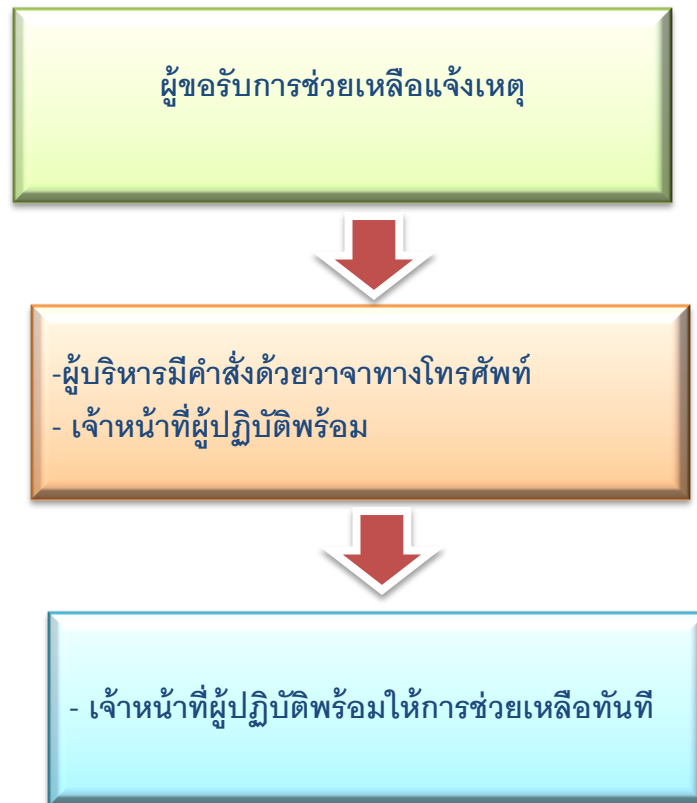 ผู้ขอรับการช่วยเหลือแจ้งเหตุ
-ผู้บริหารมีคำสั่งด้วยวาจาทางโทรศัพท์
- เจ้าหน้าที่ผู้ปฏิบัติพร้อม
- เจ้าหน้าที่ผู้ปฏิบัติพร้อมให้การช่วยเหลือทันที